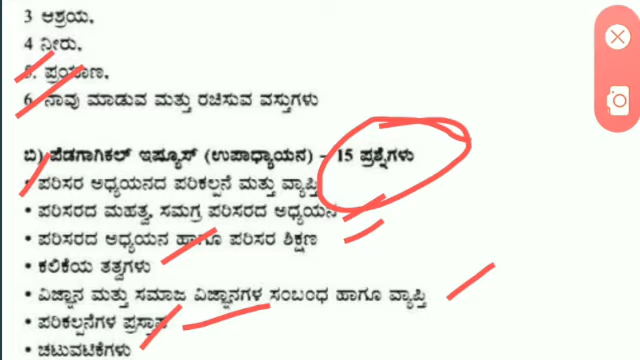 3 ಆಶ್ರಯ,
4 ನೀರು,
5. ಪ್ರಯಾಣ,
6. ನಾವು ಮಾಡುವ ಮತ್ತು ರಚಿಸುವ ವಸ್ತುಗಳು
ಬಿ) ಪೆಡಗಾಗಿಕಲ್ ಇಷ್ಯೂಸ್ (ಉಪಾಧ್ಯಾಯನ) – 15 ಪ್ರಶ್ನೆಗಳು
• ಪರಿಸರ ಅಧ್ಯಯನದ ಪರಿಕಲ್ಪನೆ ಮತ್ತು ವ್ಯಾಪ್ತಿ
• ಪರಿಸರದ ಮಹತ್ವ, ಸಮಗ್ರ ಪರಿಸರದ ಅಧ್ಯಯನ
• ಪರಿಸರದ ಅಧ್ಯಯನ ಹಾಗೂ ಪರಿಸರ ಶಿಕ್ಷಣ
• ಕಲಿಕೆಯ ತತ್ವಗಳು
• ವಿಜ್ಞಾನ ಮತ್ತು ಸಮಾಜ ವಿಜ್ಞಾನಗಳ ಸಂಬಂಧ ಹಾಗೂ ವ್ಯಾಪ್ತಿ
• ಪರಿಕಲ್ಪನೆಗಳ ಪ್ರಸ್ತಾಪ
• ಚಟುವಟಿಕೆಗಳು